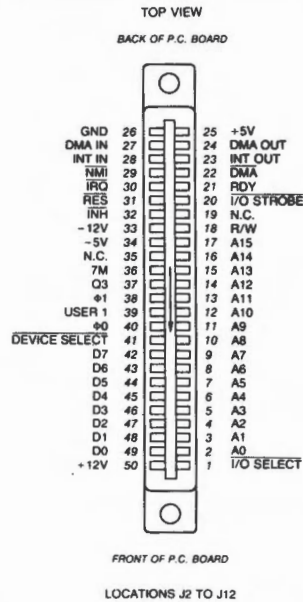 TOP VIEW
BACK OF P.C. BOARD
GND 26 25 +5V
DMA IN 27 24 DMA OUT
INT IN 28 23 INT OUT
NMI 29 22 DMA
IRQ 30 21 RDY
RES 31 20 I/O STROBE
INH 32 19 N.C.
-12V 33 18 R/W
-5V 34 17 A15
N.C. 35 16 A14
7M 36 15 A13
Q3 37 14 A12
Φ1 38 13 A11
USER 1 39 12 A10
Φ0 40 11 A9
DEVICE SELECT 41 10 A8
D7 42 9 A7
D6 43 8 A6
D5 44 7 A5
D4 45 6 A4
D3 46 5 A3
D2 47 4 A2
D1 48 3 A1
D0 49 2 A0
+12V 50 1 I/O SELECT
FRONT OF P.C. BOARD
LOCATIONS J2 TO J12